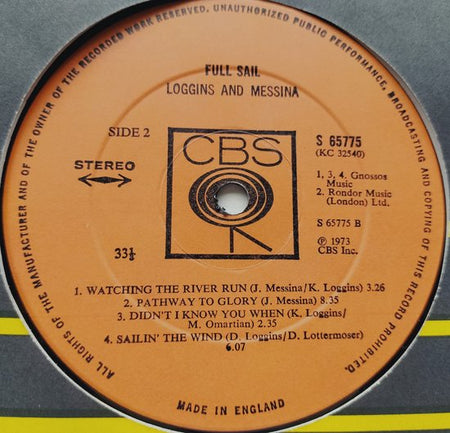 ALL RIGHTS OF THE MANUFACTURER AND OF THE OWNER OF THE RECORDED WORK RESERVED. UNAUTHORIZED PUBLIC PERFORMANCE, BROADCASTING AND COPYING OF THIS RECORD PROHIBITED.
FULL SAIL
LOGGINS AND MESSINA
SIDE 2
STEREO
33⅓
CBS
S 65775
(KC 32540)
1, 3, 4. Gnossos
Music
2. Rondor Music
(London) Ltd.
S 65775 B
℗ 1973
CBS Inc.
1. WATCHING THE RIVER RUN (J. Messina/K. Loggins) 3.26
2. PATHWAY TO GLORY (J. Messina) 8.35
3. DIDN'T I KNOW YOU WHEN (K. Loggins/
M. Omartian) 2.35
4. SAILIN' THE WIND (D. Loggins/D. Lottermoser)
6.07
MADE IN ENGLAND